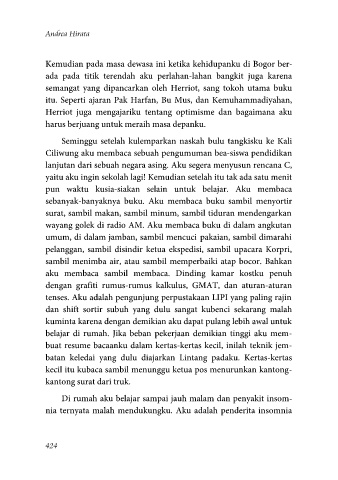 Andrea Hirata
Kemudian pada masa dewasa ini ketika kehidupanku di Bogor ber-
ada pada titik terendah aku perlahan-lahan bangkit juga karena
semangat yang dipancarkan oleh Herriot, sang tokoh utama buku
itu. Seperti ajaran Pak Harfan, Bu Mus, dan Kemuhammadiyahan,
Herriot juga mengajariku tentang optimisme dan bagaimana aku
harus berjuang untuk meraih masa depanku.
Seminggu setelah kulemparkan naskah bulu tangkisku ke Kali
Ciliwung aku membaca sebuah pengumuman bea-siswa pendidikan
lanjutan dari sebuah negara asing. Aku segera menyusun rencana C,
yaitu aku ingin sekolah lagi! Kemudian setelah itu tak ada satu menit
pun waktu kusia-siakan selain untuk belajar. Aku membaca
sebanyak-banyaknya buku. Aku membaca buku sambil menyortir
surat, sambil makan, sambil minum, sambil tiduran mendengarkan
wayang golek di radio AM. Aku membaca buku di dalam angkutan
umum, di dalam jamban, sambil mencuci pakaian, sambil dimarahi
pelanggan, sambil disindir ketua ekspedisi, sambil upacara Korpri,
sambil menimba air, atau sambil memperbaiki atap bocor. Bahkan
aku membaca sambil membaca. Dinding kamar kostku penuh
dengan grafiti rumus-rumus kalkulus, GMAT, dan aturan-aturan
tenses. Aku adalah pengunjung perpustakaan LIPI yang paling rajin
dan shift sortir subuh yang dulu sangat kubenci sekarang malah
kuminta karena dengan demikian aku dapat pulang lebih awal untuk
belajar di rumah. Jika beban pekerjaan demikian tinggi aku mem-
buat resume bacaanku dalam kertas-kertas kecil, inilah teknik jem-
batan keledai yang dulu diajarkan Lintang padaku. Kertas-kertas
kecil itu kubaca sambil menunggu ketua pos menurunkan kantong-
kantong surat dari truk.
Di rumah aku belajar sampai jauh malam dan penyakit insom-
nia ternyata malah mendukungku. Aku adalah penderita insomnia
424